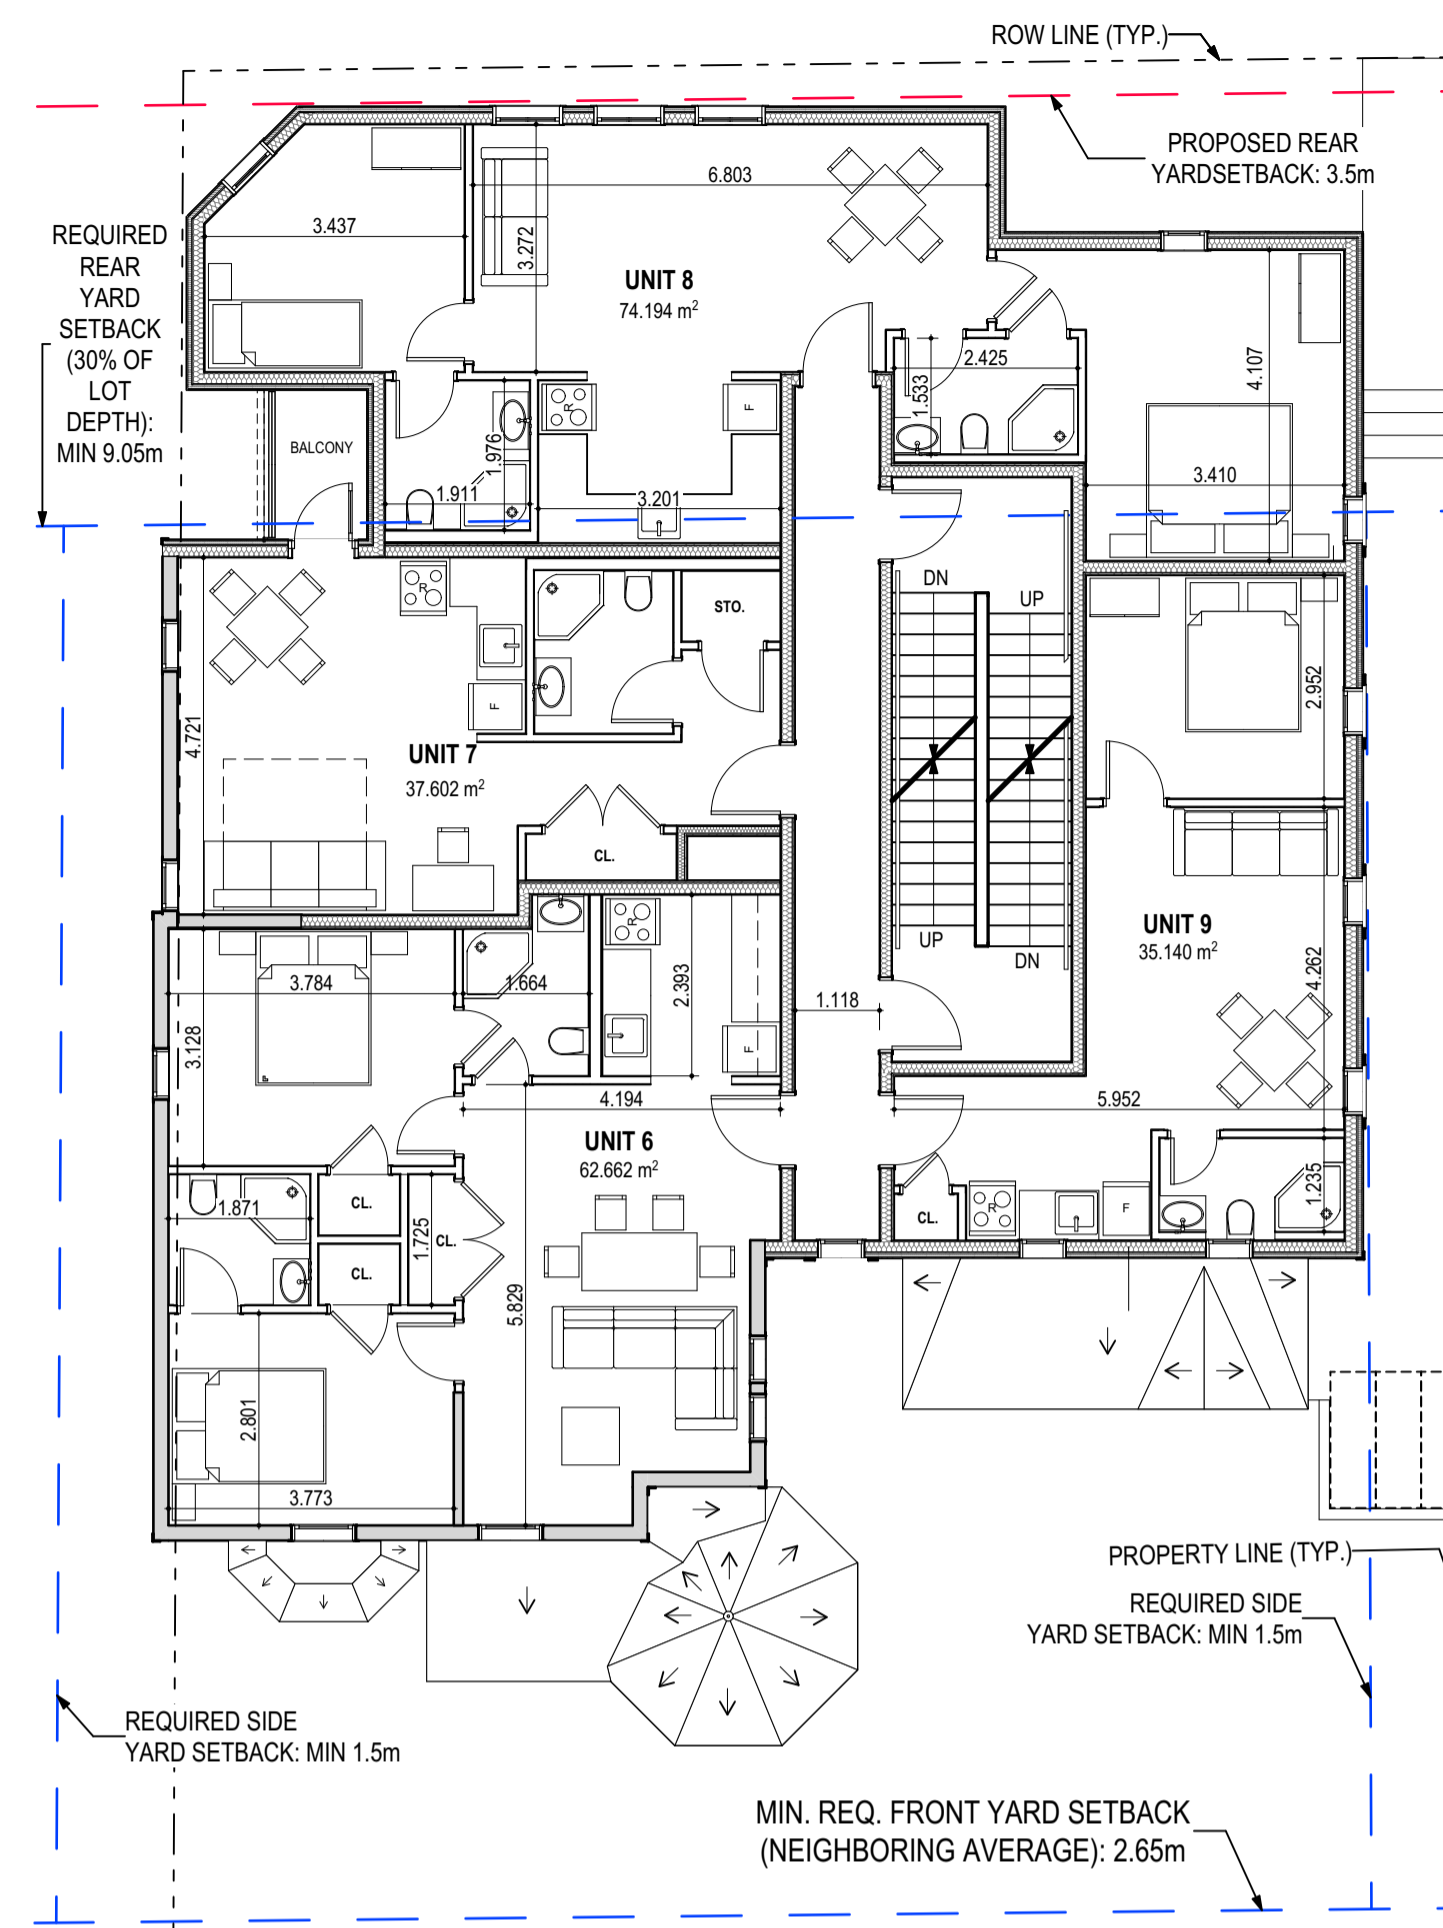 ROW LINE (TYP.)
PROPOSED REAR
YARDSETBACK: 3.5m
REQUIRED
REAR
YARD
SETBACK
(30% OF
LOT
DEPTH):
MIN 9.05m
3.437
6.803
3.272
UNIT 8
74.194 m²
R
F
2.425
1.533
4.107
3.410
BALCONY
1.976
1.911
3.201
DN
UP
STO.
R
F
4.721
UNIT 7
37.602 m²
CL.
2.952
UP
DN
UNIT 9
35.140 m²
4.262
3.784
3.128
1.664
R
2.393
F
1.118
4.194
5.952
UNIT 6
62.662 m²
1.871
CL.
1.725
CL.
CL.
CL.
R
F
1.235
5.829
2.801
3.773
PROPERTY LINE (TYP.)
REQUIRED SIDE
YARD SETBACK: MIN 1.5m
REQUIRED SIDE
YARD SETBACK: MIN 1.5m
MIN. REQ. FRONT YARD SETBACK
(NEIGHBORING AVERAGE): 2.65m